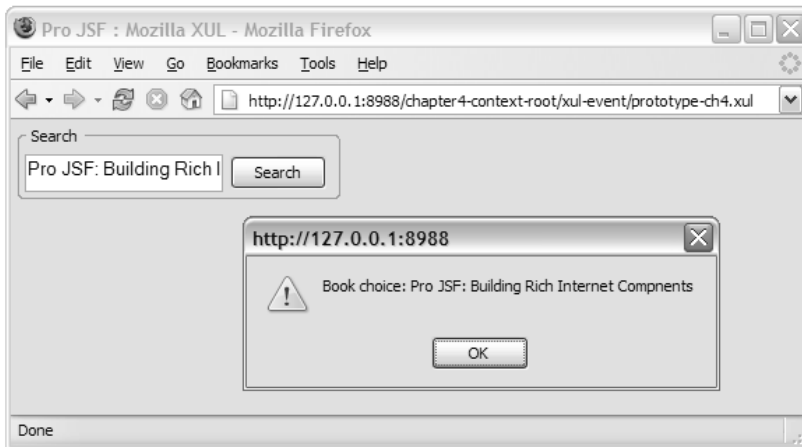 Pro JSF : Mozilla XUL - Mozilla Firefox
File Edit View Go Bookmarks Tools Help
http://127.0.0.1:8988/chapter4-context-root/xul-event/prototype-ch4.xul
Search
Pro JSF: Building Rich I Search
http://127.0.0.1:8988
Book choice: Pro JSF: Building Rich Internet Compnents
OK
Done